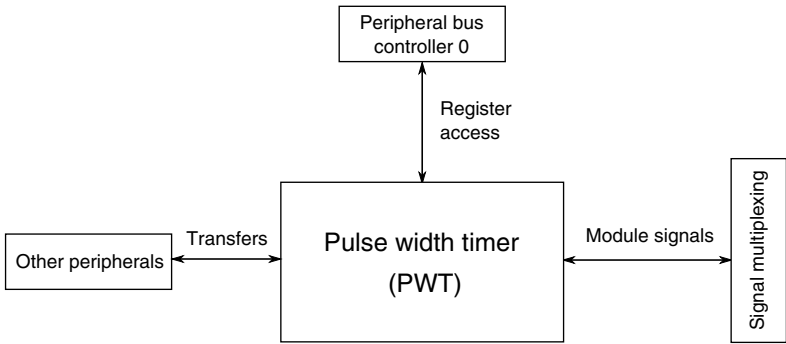 Peripheral bus
controller 0
Register
access
Other peripherals
Transfers
Pulse width timer
(PWT)
Module signals
Signal multiplexing